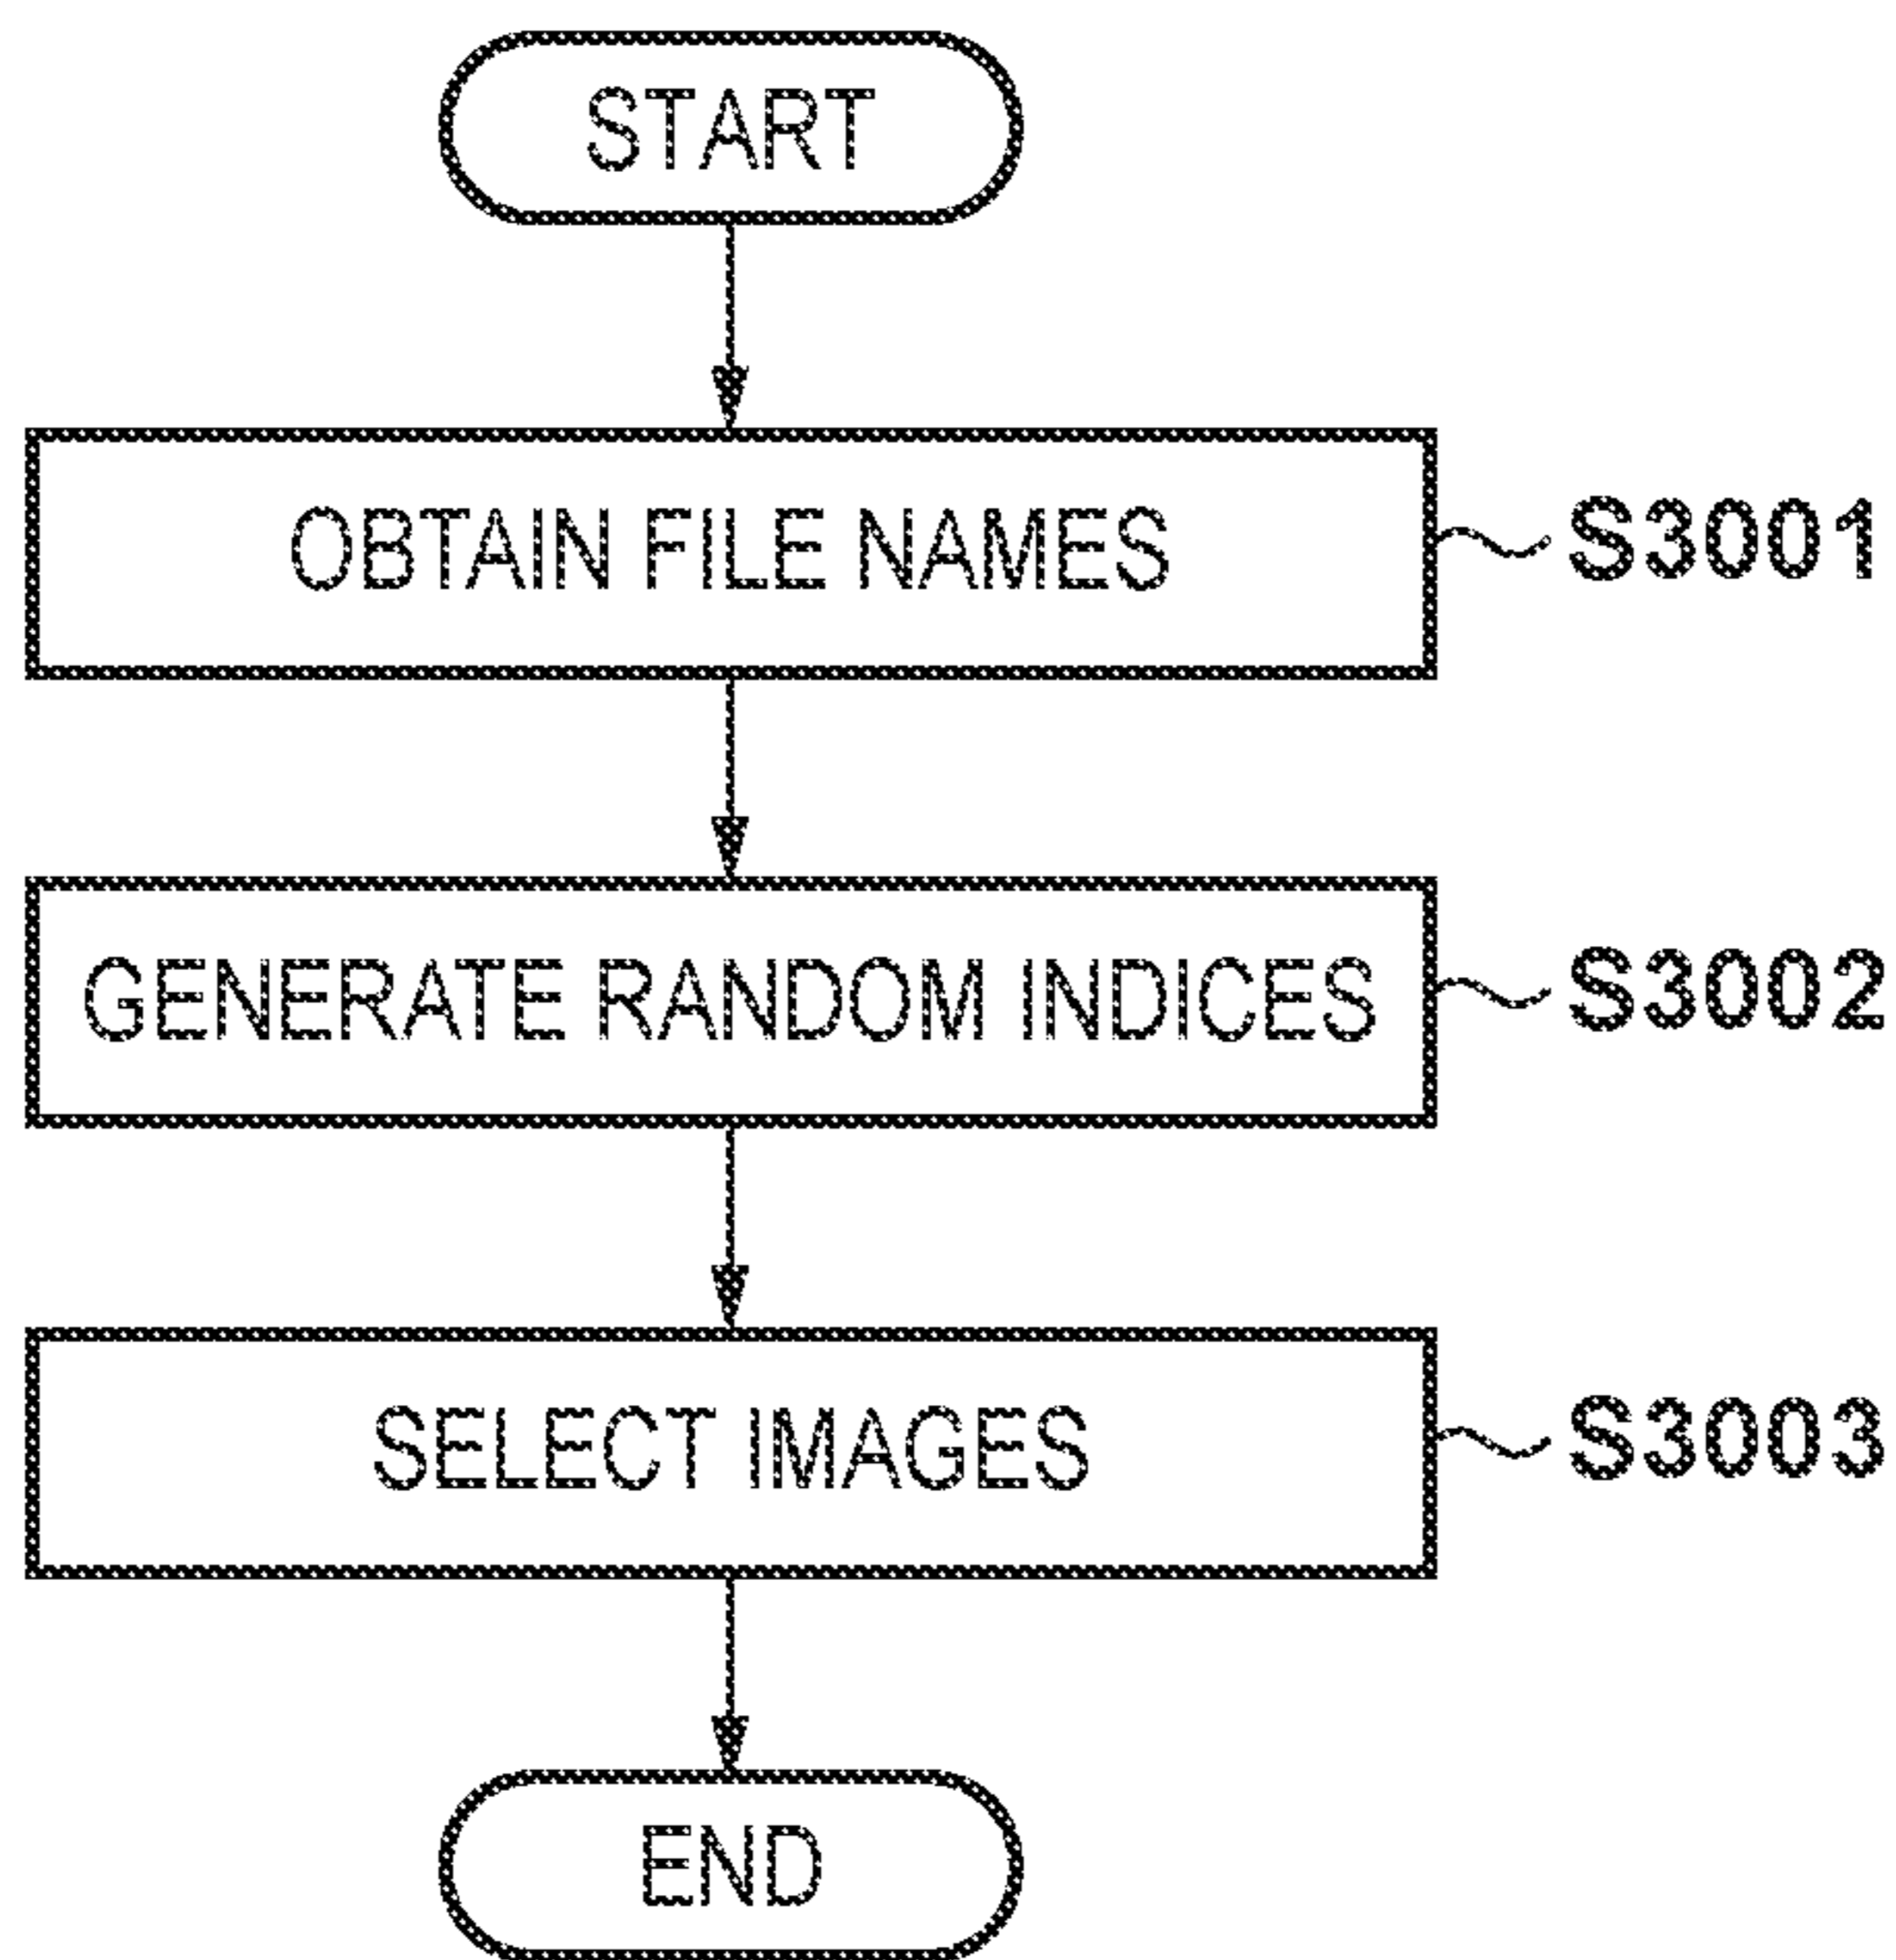 START
OBTAIN FILE NAMES
S3001
GENERATE RANDOM INDICES
S3002
SELECT IMAGES
S3003
END